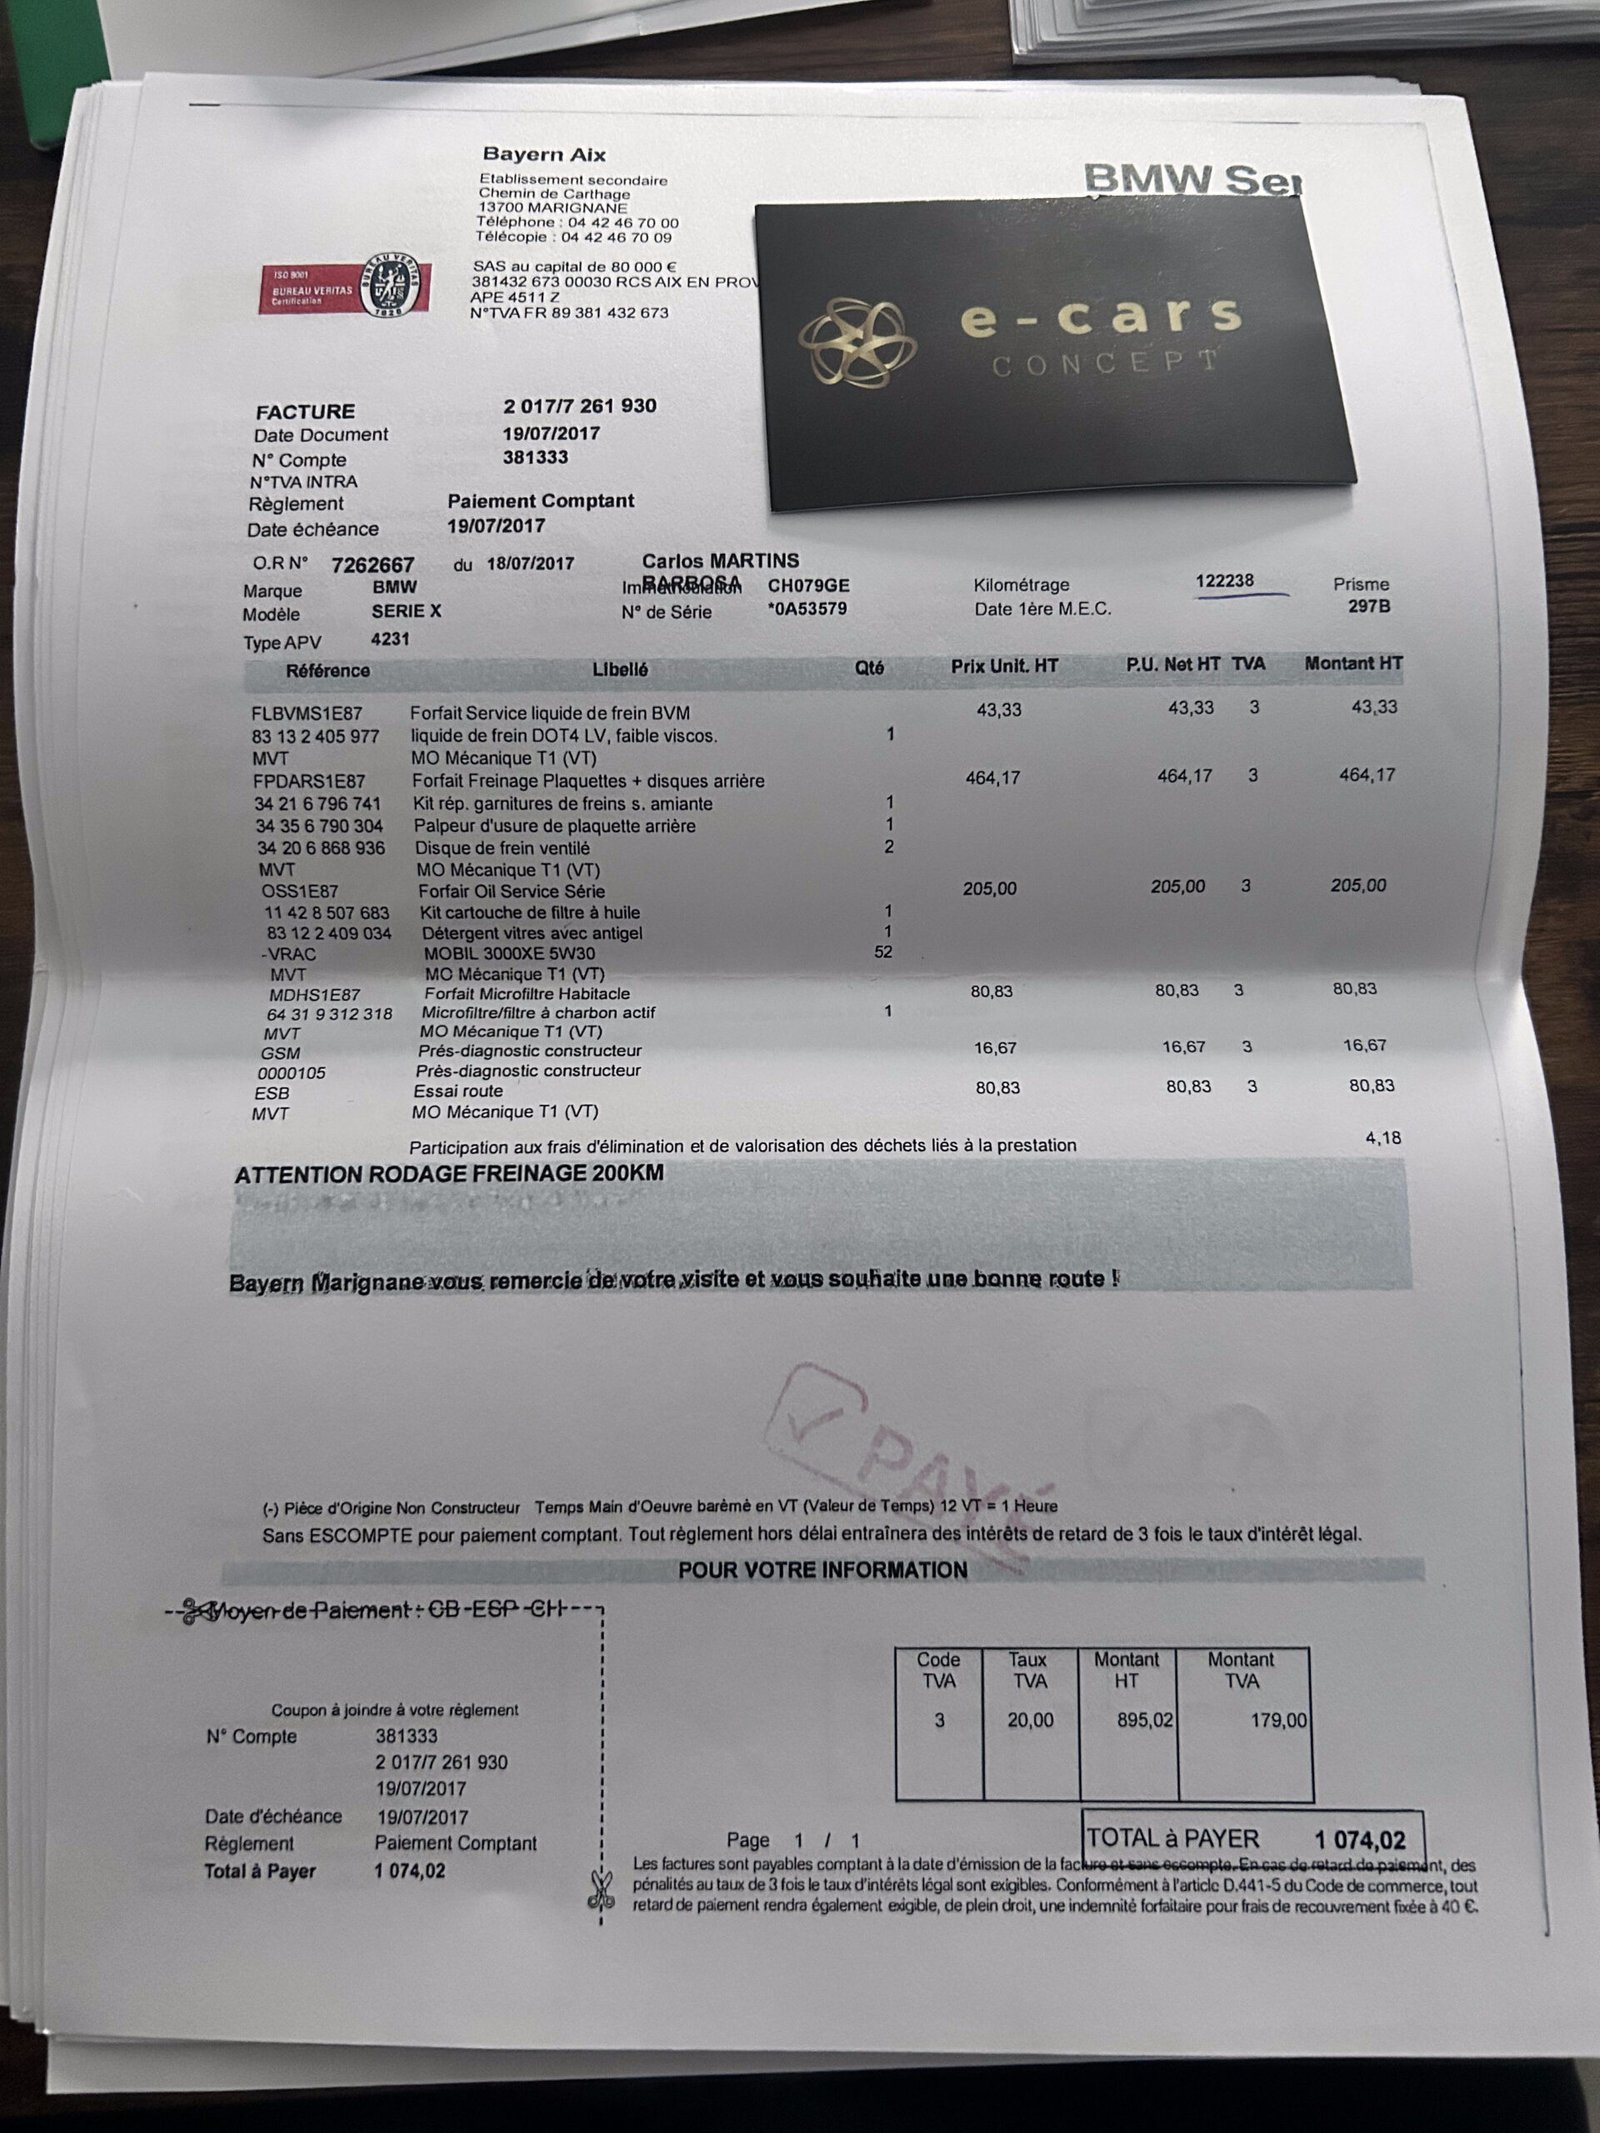 Bayern Aix
Etablissement secondaire
Chemin de Carthage
13700 MARIGNANE
Téléphone : 04 42 46 70 00
Télécopie : 04 42 46 70 09
BMW Ser
ISO 9001
BUREAU VERITAS
Certification
BUREAU VERITAS
1828
SAS au capital de 80 000 €
381432 673 00030 RCS AIX EN PROV
APE 4511 Z
N°TVA FR 89 381 432 673
e-cars
CONCEPT
FACTURE 2 017/7 261 930
Date Document 19/07/2017
N° Compte 381333
N°TVA INTRA
Règlement Paiement Comptant
Date échéance 19/07/2017
O.R N° 7262667 du 18/07/2017 Carlos MARTINS
BARBOSA
Marque BMW Immatriculation CH079GE Kilométrage 122238 Prisme
Modèle SERIE X N° de Série *0A53579 Date 1ère M.E.C. 297B
Type APV 4231
Référence Libellé Qté Prix Unit. HT P.U. Net HT TVA Montant HT
FLBVMS1E87 Forfait Service liquide de frein BVM 43,33 43,33 3 43,33
83 13 2 405 977 liquide de frein DOT4 LV, faible viscos. 1
MVT MO Mécanique T1 (VT)
FPDARS1E87 Forfait Freinage Plaquettes + disques arrière 464,17 464,17 3 464,17
34 21 6 796 741 Kit rép. garnitures de freins s. amiante 1
34 35 6 790 304 Palpeur d'usure de plaquette arrière 1
34 20 6 868 936 Disque de frein ventilé 2
MVT MO Mécanique T1 (VT)
OSS1E87 Forfair Oil Service Série 205,00 205,00 3 205,00
11 42 8 507 683 Kit cartouche de filtre à huile 1
83 12 2 409 034 Détergent vitres avec antigel 1
-VRAC MOBIL 3000XE 5W30 52
MVT MO Mécanique T1 (VT)
MDHS1E87 Forfait Microfiltre Habitacle 80,83 80,83 3 80,83
64 31 9 312 318 Microfiltre/filtre à charbon actif 1
MVT MO Mécanique T1 (VT)
GSM Prés-diagnostic constructeur 16,67 16,67 3 16,67
0000105 Près-diagnostic constructeur
ESB Essai route 80,83 80,83 3 80,83
MVT MO Mécanique T1 (VT)
Participation aux frais d'élimination et de valorisation des déchets liés à la prestation 4,18
ATTENTION RODAGE FREINAGE 200KM
Bayern Marignane vous remercie de votre visite et vous souhaite une bonne route !
PAYÉ
(-) Pièce d'Origine Non Constructeur Temps Main d'Oeuvre barèmé en VT (Valeur de Temps) 12 VT = 1 Heure
Sans ESCOMPTE pour paiement comptant. Tout règlement hors délai entraînera des intérêts de retard de 3 fois le taux d'intérêt légal.
POUR VOTRE INFORMATION
Moyen de Paiement : CB -ESP -CH
Code TVA Taux TVA Montant HT Montant TVA
3 20,00 895,02 179,00
Coupon à joindre à votre règlement
N° Compte 381333
2 017/7 261 930
19/07/2017
Date d'échéance 19/07/2017
Réglement Paiement Comptant
Total à Payer 1 074,02
Page 1 / 1
TOTAL à PAYER 1 074,02
Les factures sont payables comptant à la date d'émission de la facture et sans escompte. En cas de retard de paiement, des
pénalités au taux de 3 fois le taux d'intérêts légal sont exigibles. Conformément à l'article D.441-5 du Code de commerce, tout
retard de paiement rendra également exigible, de plein droit, une indemnité forfaitaire pour frais de recouvrement fixée à 40 €.